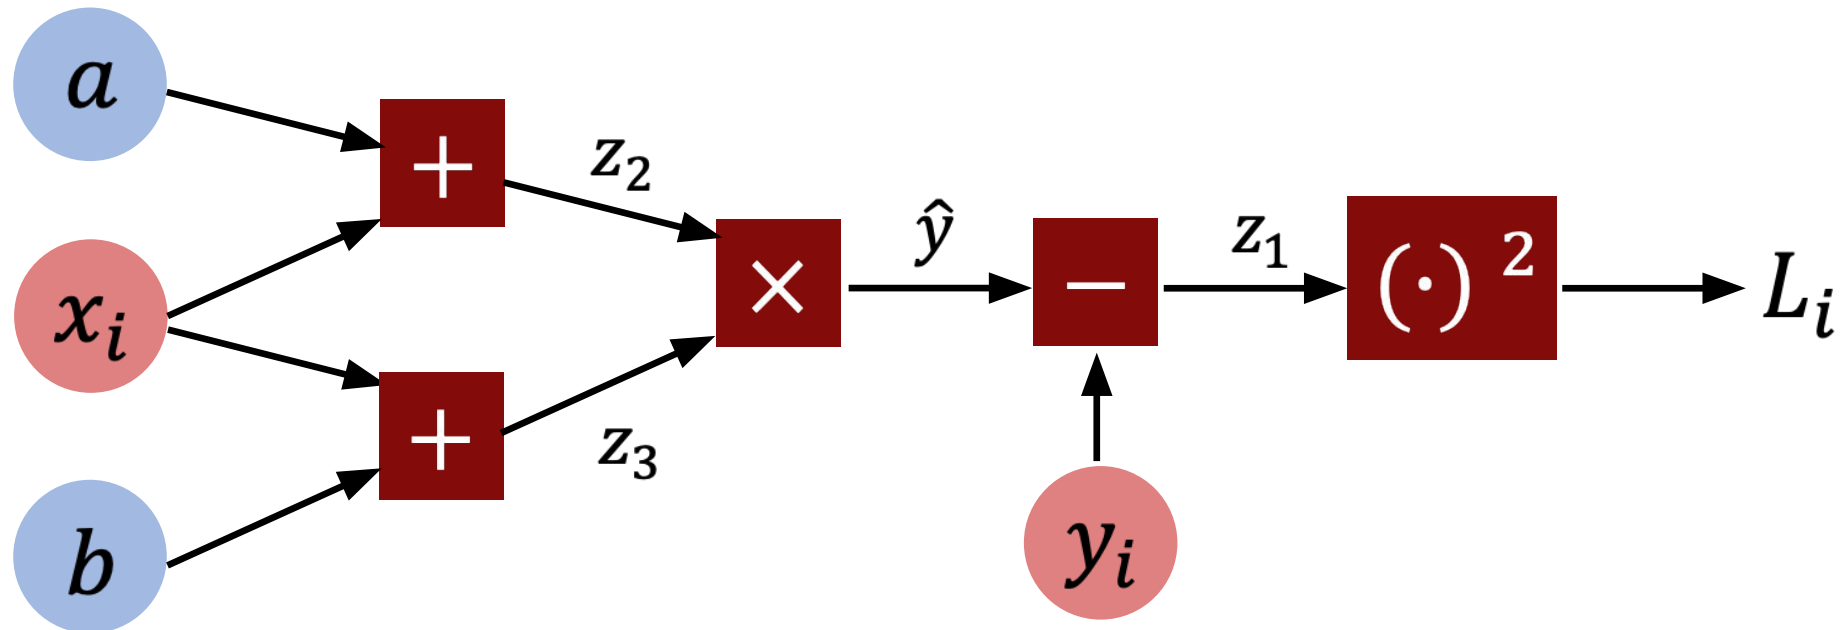 a
+
z₂
xᵢ
×
ŷ
−
z₁
(·)²
Lᵢ
+
z₃
b
yᵢ